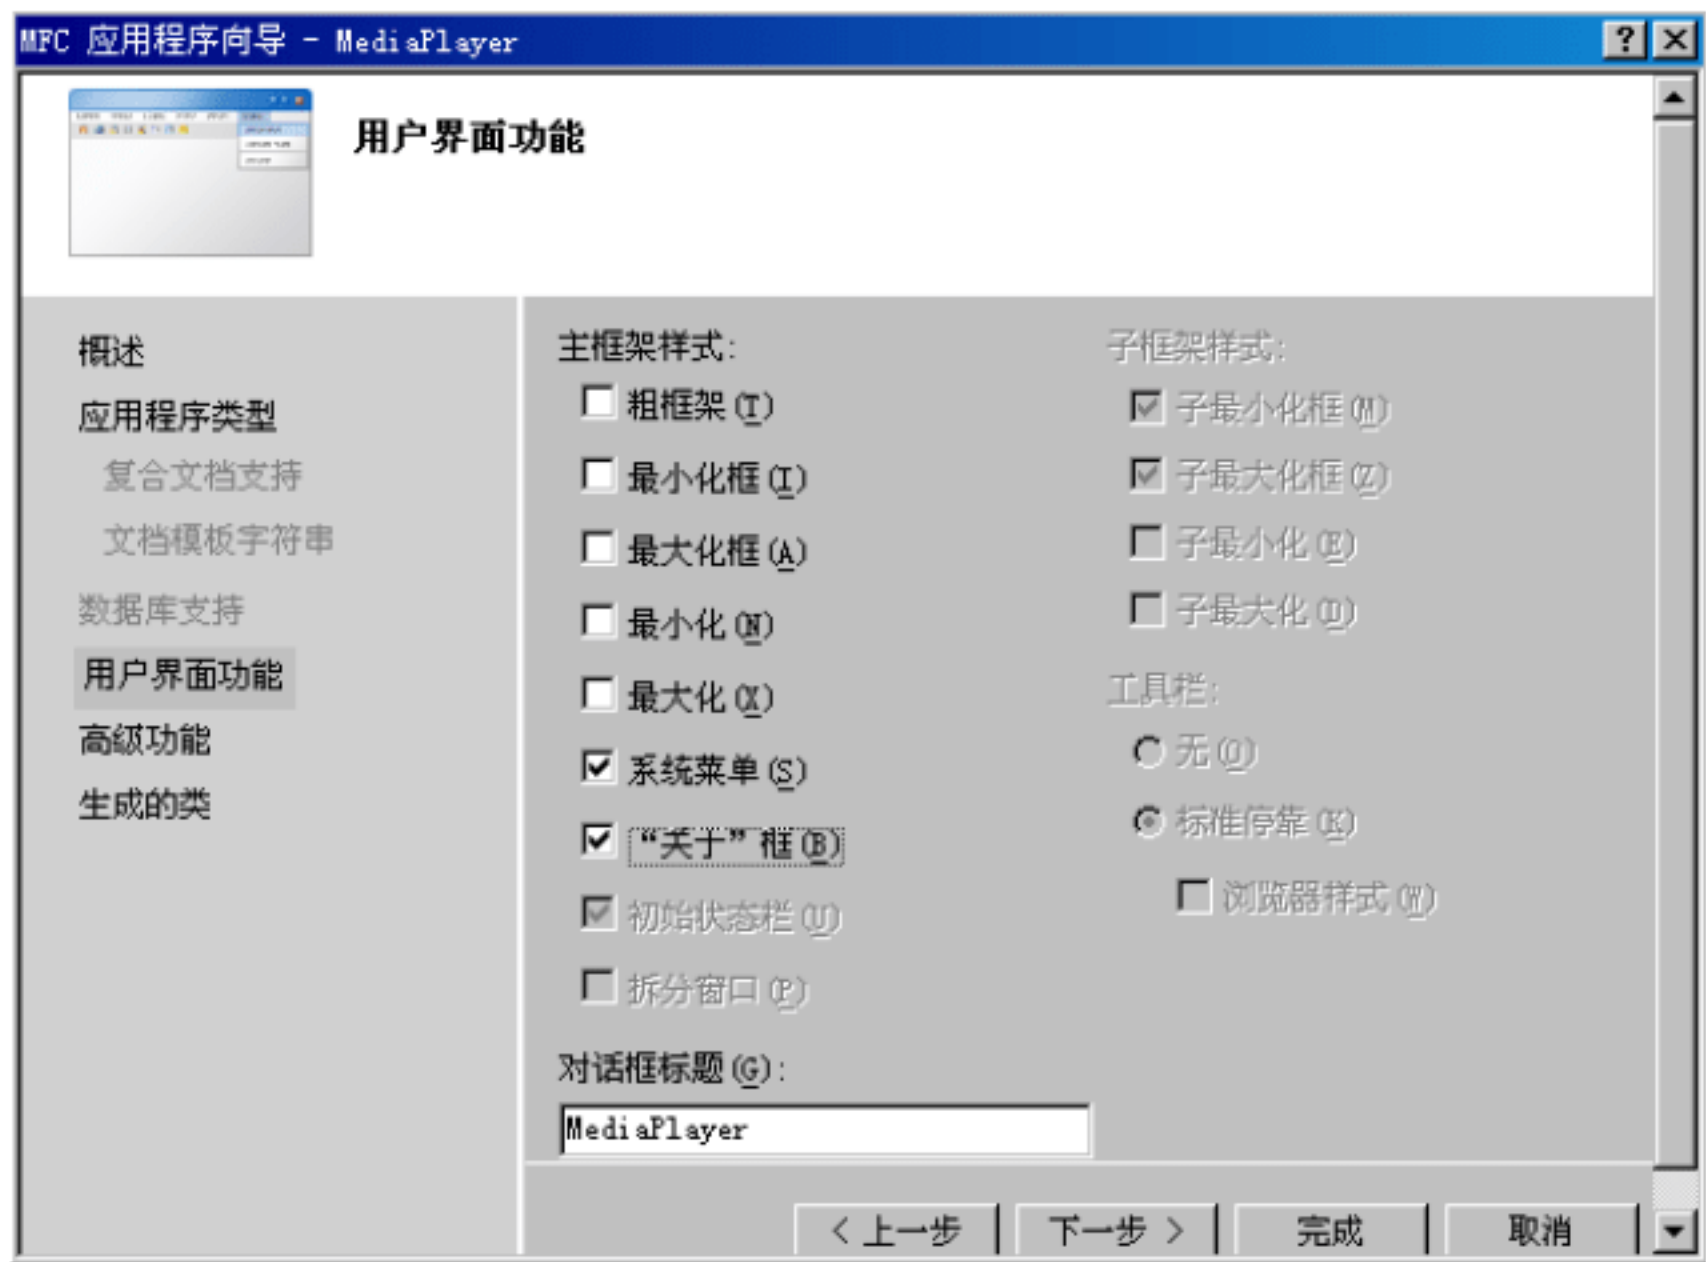 MFC 应用程序向导 - MediaPlayer
用户界面功能
概述
应用程序类型
复合文档支持
文档模板字符串
数据库支持
用户界面功能
高级功能
生成的类
主框架样式:
粗框架(T)
最小化框(I)
最大化框(A)
最小化(N)
最大化(X)
系统菜单(S)
“关于”框(B)
初始状态栏(U)
拆分窗口(P)
对话框标题(G):
MediaPlayer
子框架样式:
子最小化框(M)
子最大化框(Z)
子最小化(E)
子最大化(D)
工具栏:
无(O)
标准停靠(K)
浏览器样式(W)
< 上一步
下一步 >
完成
取消